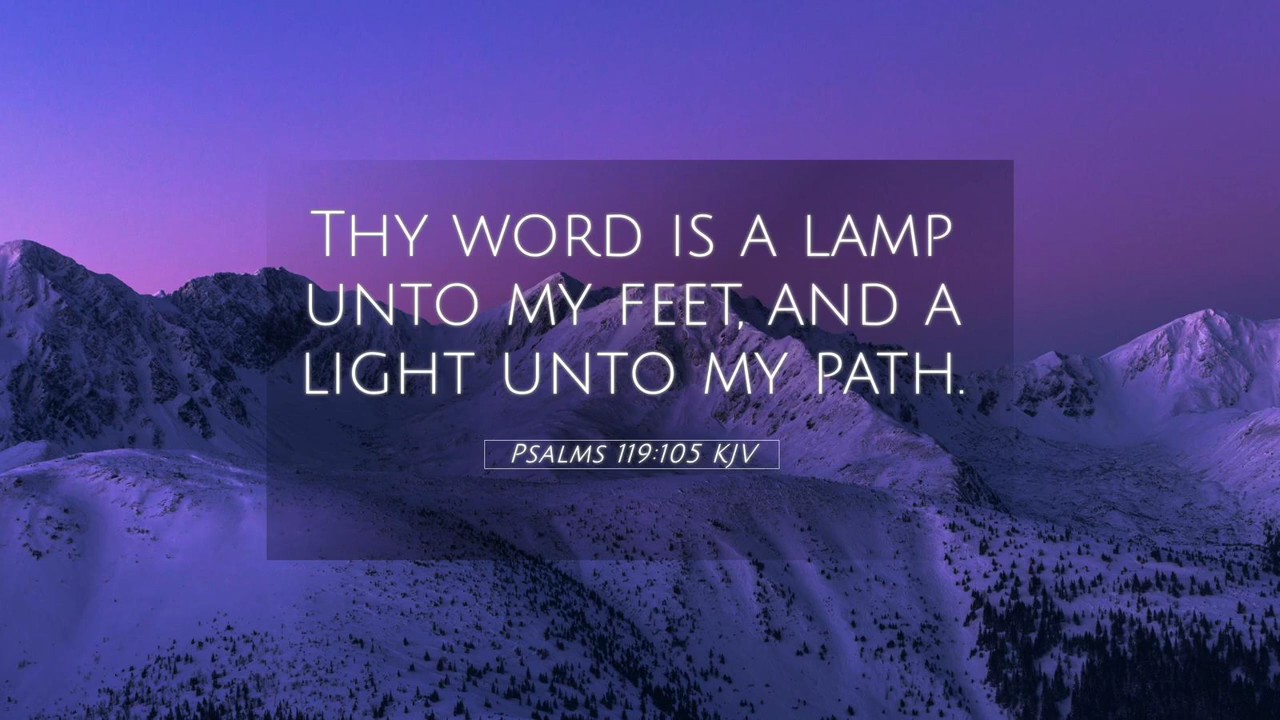 Thy word is a lamp
unto my feet, and a
light unto my path.
Psalms 119:105 KJV